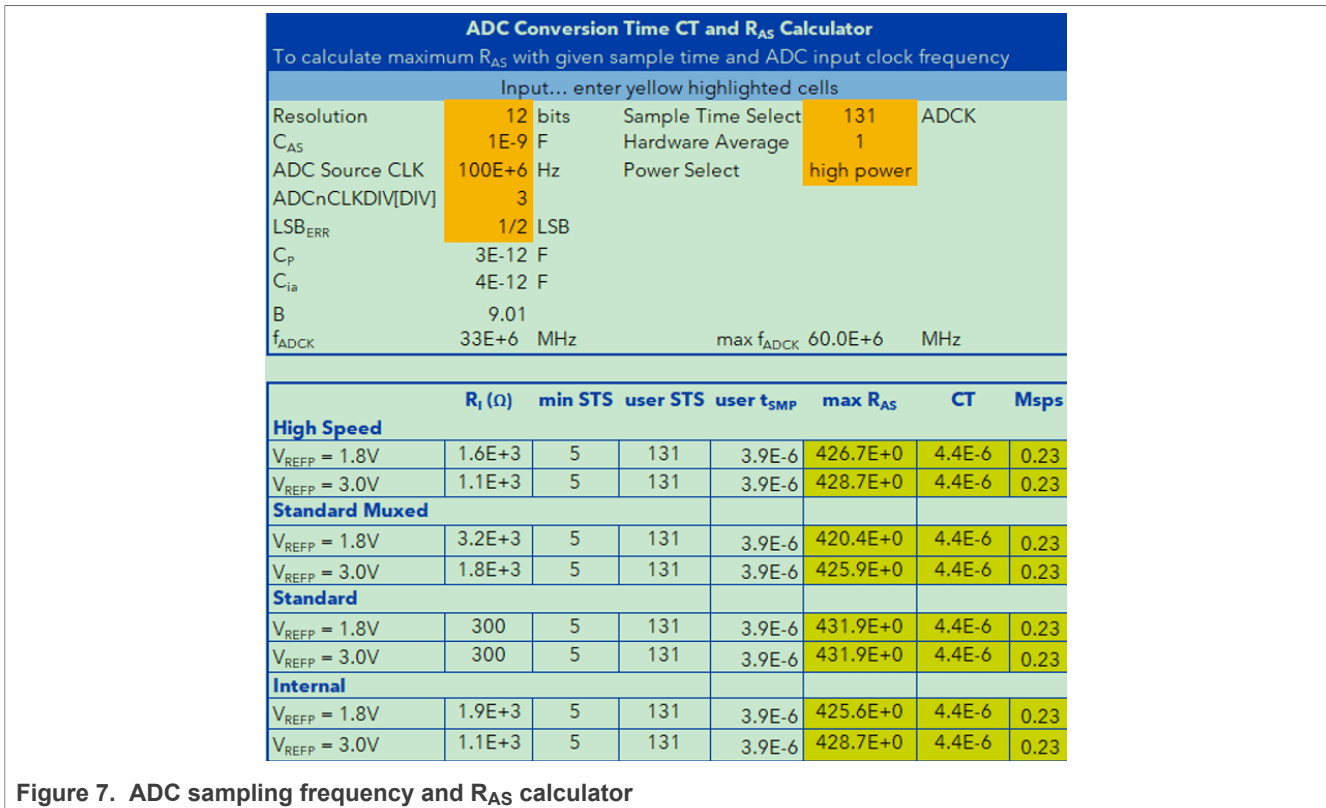 ADC Conversion Time CT and RAS Calculator
To calculate maximum RAS with given sample time and ADC input clock frequency
Input... enter yellow highlighted cells
Resolution 12 bits Sample Time Select 131 ADCK
CAS 1E-9 F Hardware Average 1
ADC Source CLK 100E+6 Hz Power Select high power
ADCnCLKDIV[DIV] 3
LSBERR 1/2 LSB
CP 3E-12 F
Cia 4E-12 F
B 9.01
fADCK 33E+6 MHz max fADCK 60.0E+6 MHz
RI (Ω) min STS user STS user tSMP max RAS CT Msps
High Speed
VREFP = 1.8V 1.6E+3 5 131 3.9E-6 426.7E+0 4.4E-6 0.23
VREFP = 3.0V 1.1E+3 5 131 3.9E-6 428.7E+0 4.4E-6 0.23
Standard Muxed
VREFP = 1.8V 3.2E+3 5 131 3.9E-6 420.4E+0 4.4E-6 0.23
VREFP = 3.0V 1.8E+3 5 131 3.9E-6 425.9E+0 4.4E-6 0.23
Standard
VREFP = 1.8V 300 5 131 3.9E-6 431.9E+0 4.4E-6 0.23
VREFP = 3.0V 300 5 131 3.9E-6 431.9E+0 4.4E-6 0.23
Internal
VREFP = 1.8V 1.9E+3 5 131 3.9E-6 425.6E+0 4.4E-6 0.23
VREFP = 3.0V 1.1E+3 5 131 3.9E-6 428.7E+0 4.4E-6 0.23
Figure 7. ADC sampling frequency and RAS calculator